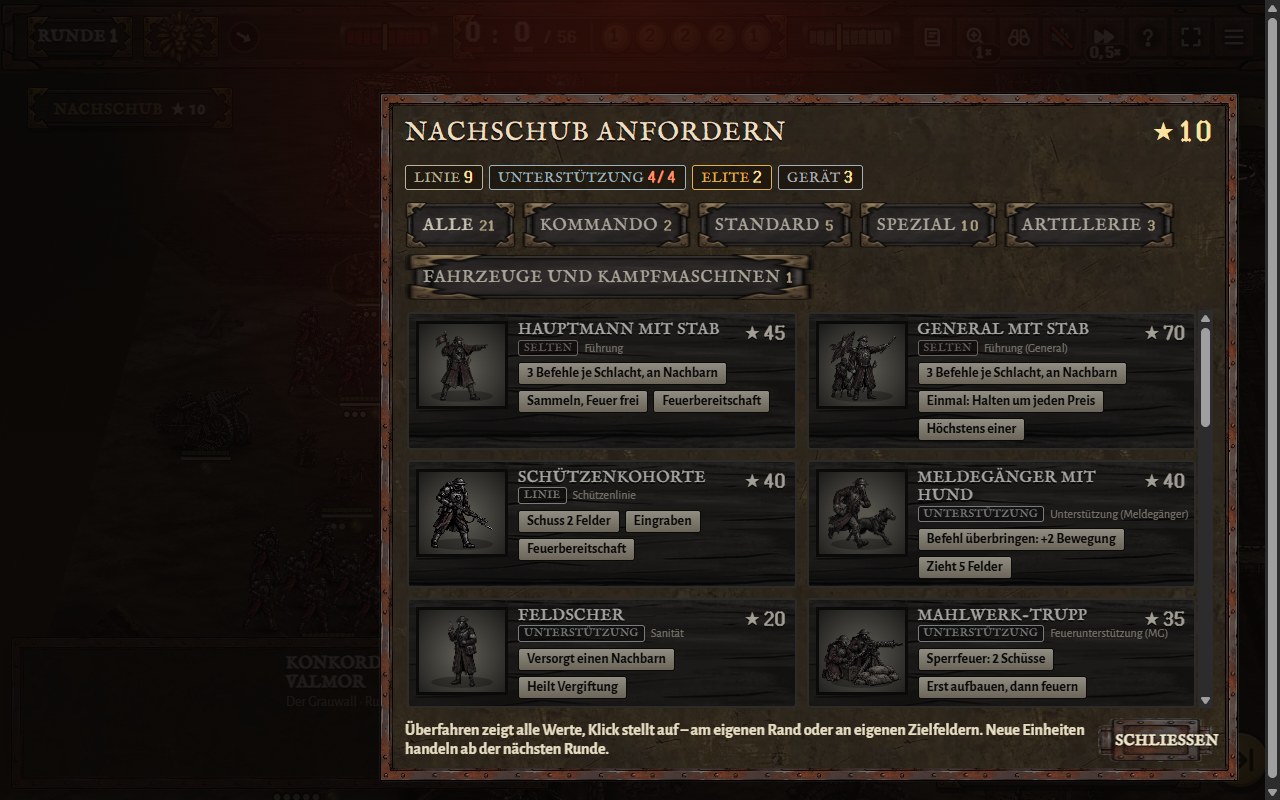 RUNDE 1
0 : 0 / 56
1 2 2 2 1
1×
0,5×
?
NACHSCHUB ★ 10
NACHSCHUB ANFORDERN
★ 10
LINIE 9
UNTERSTÜTZUNG 4/4
ELITE 2
GERÄT 3
ALLE 21
KOMMANDO 2
STANDARD 5
SPEZIAL 10
ARTILLERIE 3
FAHRZEUGE UND KAMPFMASCHINEN 1
HAUPTMANN MIT STAB
★ 45
SELTEN Führung
3 Befehle je Schlacht, an Nachbarn
Sammeln, Feuer frei
Feuerbereitschaft
GENERAL MIT STAB
★ 70
SELTEN Führung (General)
3 Befehle je Schlacht, an Nachbarn
Einmal: Halten um jeden Preis
Höchstens einer
SCHÜTZENKOHORTE
★ 40
LINIE Schützenlinie
Schuss 2 Felder
Eingraben
Feuerbereitschaft
MELDEGÄNGER MIT
HUND
★ 40
UNTERSTÜTZUNG Unterstützung (Meldegänger)
Befehl überbringen: +2 Bewegung
Zieht 5 Felder
FELDSCHER
★ 20
UNTERSTÜTZUNG Sanität
Versorgt einen Nachbarn
Heilt Vergiftung
MAHLWERK-TRUPP
★ 35
UNTERSTÜTZUNG Feuerunterstützung (MG)
Sperrfeuer: 2 Schüsse
Erst aufbauen, dann feuern
KONKORD
VALMOR
Der Grauwall · Ru
Überfahren zeigt alle Werte, Klick stellt auf – am eigenen Rand oder an eigenen Zielfeldern. Neue Einheiten
handeln ab der nächsten Runde.
SCHLIESSEN